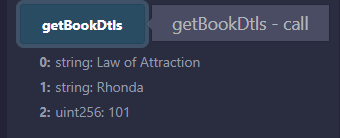 getBookDtls getBookDtls - call
0: string: Law of Attraction
1: string: Rhonda
2: uint256: 101